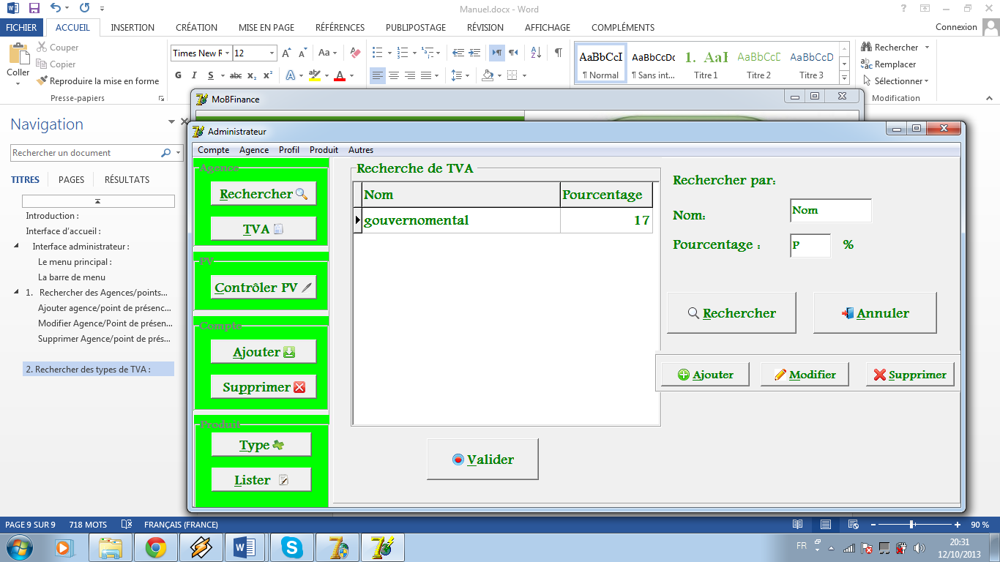 Manuel.docx - Word
FICHIER ACCUEIL INSERTION CRÉATION MISE EN PAGE RÉFÉRENCES PUBLIPOSTAGE RÉVISION AFFICHAGE COMPLÉMENTS Connexion
Coller
Couper
Copier
Reproduire la mise en forme
Presse-papiers
Times New R 12
G I S abc x₂ x²
AaBbCcI AaBbCcDc 1. AaI AaBbCcD AaBbCcD
¶ Normal ¶ Sans int... Titre 1 Titre 2 Titre 3
Rechercher
Remplacer
Sélectionner
Modification
Navigation
Rechercher un document
TITRES PAGES RÉSULTATS
Introduction :
Interface d'accueil :
Interface administrateur :
Le menu principal :
La barre de menu
1. Rechercher des Agences/points...
Ajouter agence/point de présenc...
Modifier Agence/Point de présen...
Supprimer Agence/point de prés...
2. Rechercher des types de TVA :
MoBFinance
Administrateur
Compte Agence Profil Produit Autres
Agence
Rechercher
TVA
PV
Contrôler PV
Compte
Ajouter
Supprimer
Produit
Type
Lister
Recherche de TVA
Nom Pourcentage
gouvernomental 17
Valider
Rechercher par:
Nom: Nom
Pourcentage : P %
Rechercher Annuler
Ajouter Modifier Supprimer
PAGE 9 SUR 9 718 MOTS FRANÇAIS (FRANCE) 90 %
FR 20:31
12/10/2013